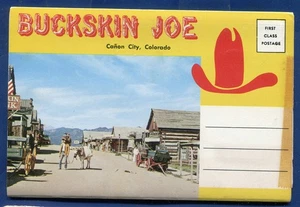 BUCKSKIN JOE
Cañon City, Colorado
FIRST
CLASS
POSTAGE